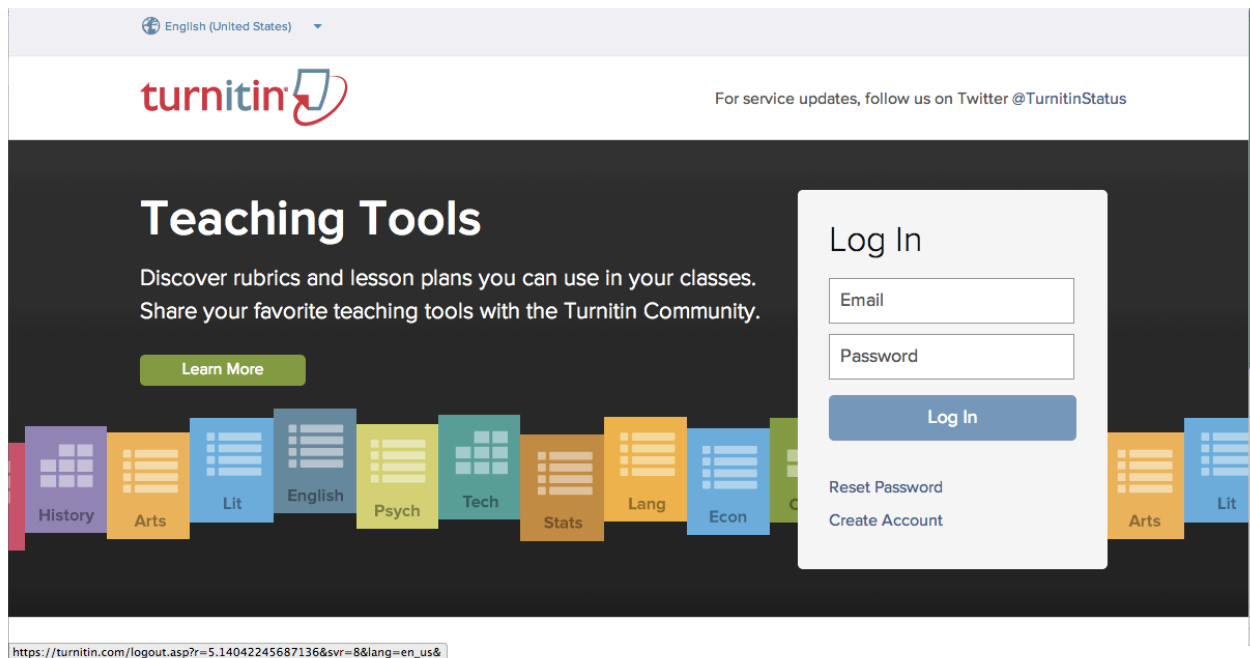 English (United States)
turnitin
For service updates, follow us on Twitter @TurnitinStatus
Teaching Tools
Discover rubrics and lesson plans you can use in your classes.
Share your favorite teaching tools with the Turnitin Community.
Learn More
Log In
Email
Password
Log In
Reset Password
Create Account
History
Arts
Lit
English
Psych
Tech
Stats
Lang
Econ
Arts
Lit
https://turnitin.com/logout.asp?r=5.14042245687136&svr=8&lang=en_us&